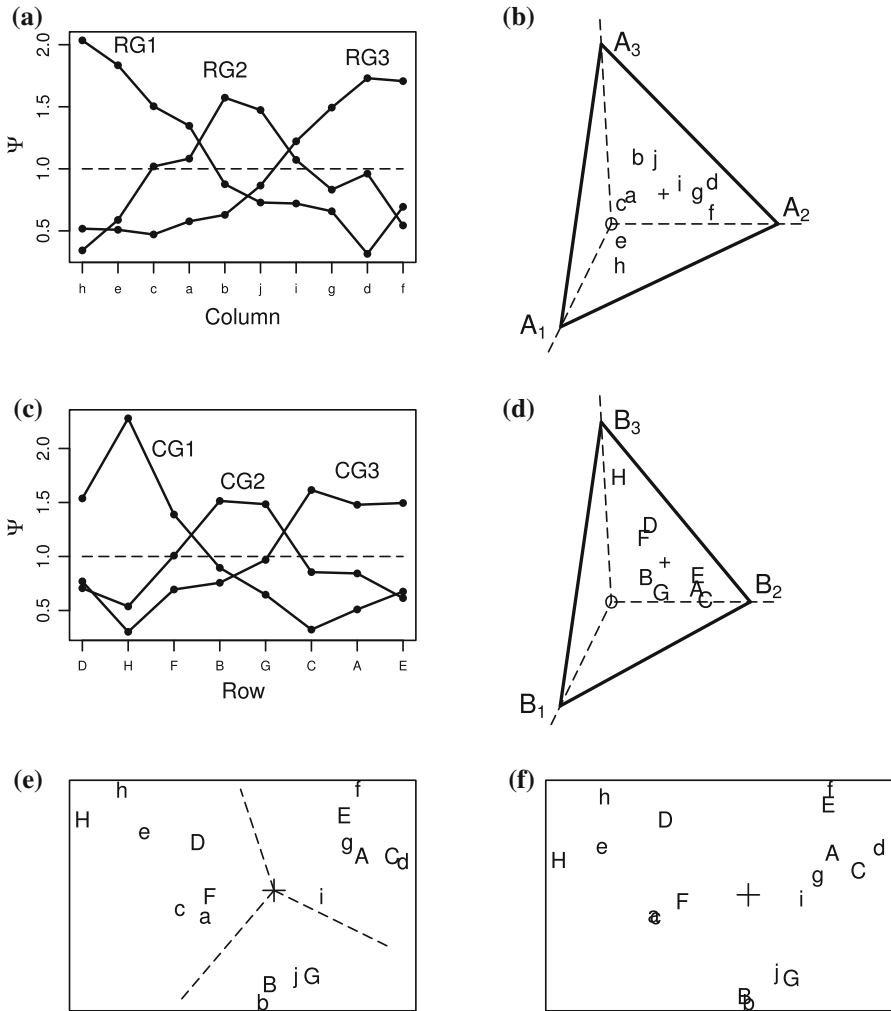 (a)
2.0
1.5
1.0
0.5
Ψ
RG1
RG2
RG3
h e c a b j i g d f
Column
(b)
A3
b j
i d
g
a +
c
f
A2
e
h
A1
(c)
2.0
1.5
1.0
0.5
Ψ
CG1
CG2
CG3
D H F B G C A E
Row
(d)
B3
H
D
F
+
B E
G A C
B2
B1
(e)
h f
H E
e D g
A C d
F i
c a
j G
B
b
(f)
h f
E
D
H e A d
g C
F i
a c
j G
B
b